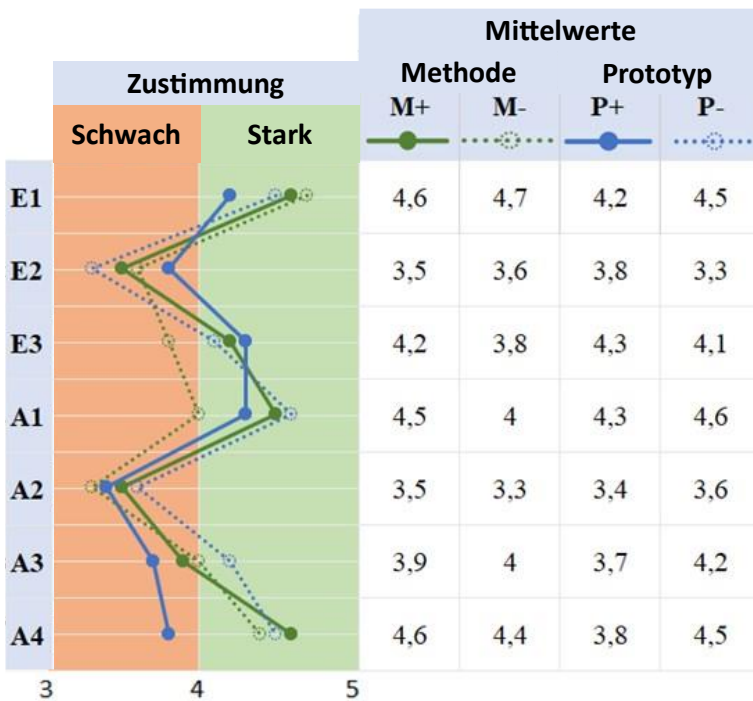 Mittelwerte
Zustimmung Methode Prototyp
Schwach Stark M+ M- P+ P-
E1 4,6 4,7 4,2 4,5
E2 3,5 3,6 3,8 3,3
E3 4,2 3,8 4,3 4,1
A1 4,5 4 4,3 4,6
A2 3,5 3,3 3,4 3,6
A3 3,9 4 3,7 4,2
A4 4,6 4,4 3,8 4,5
3 4 5